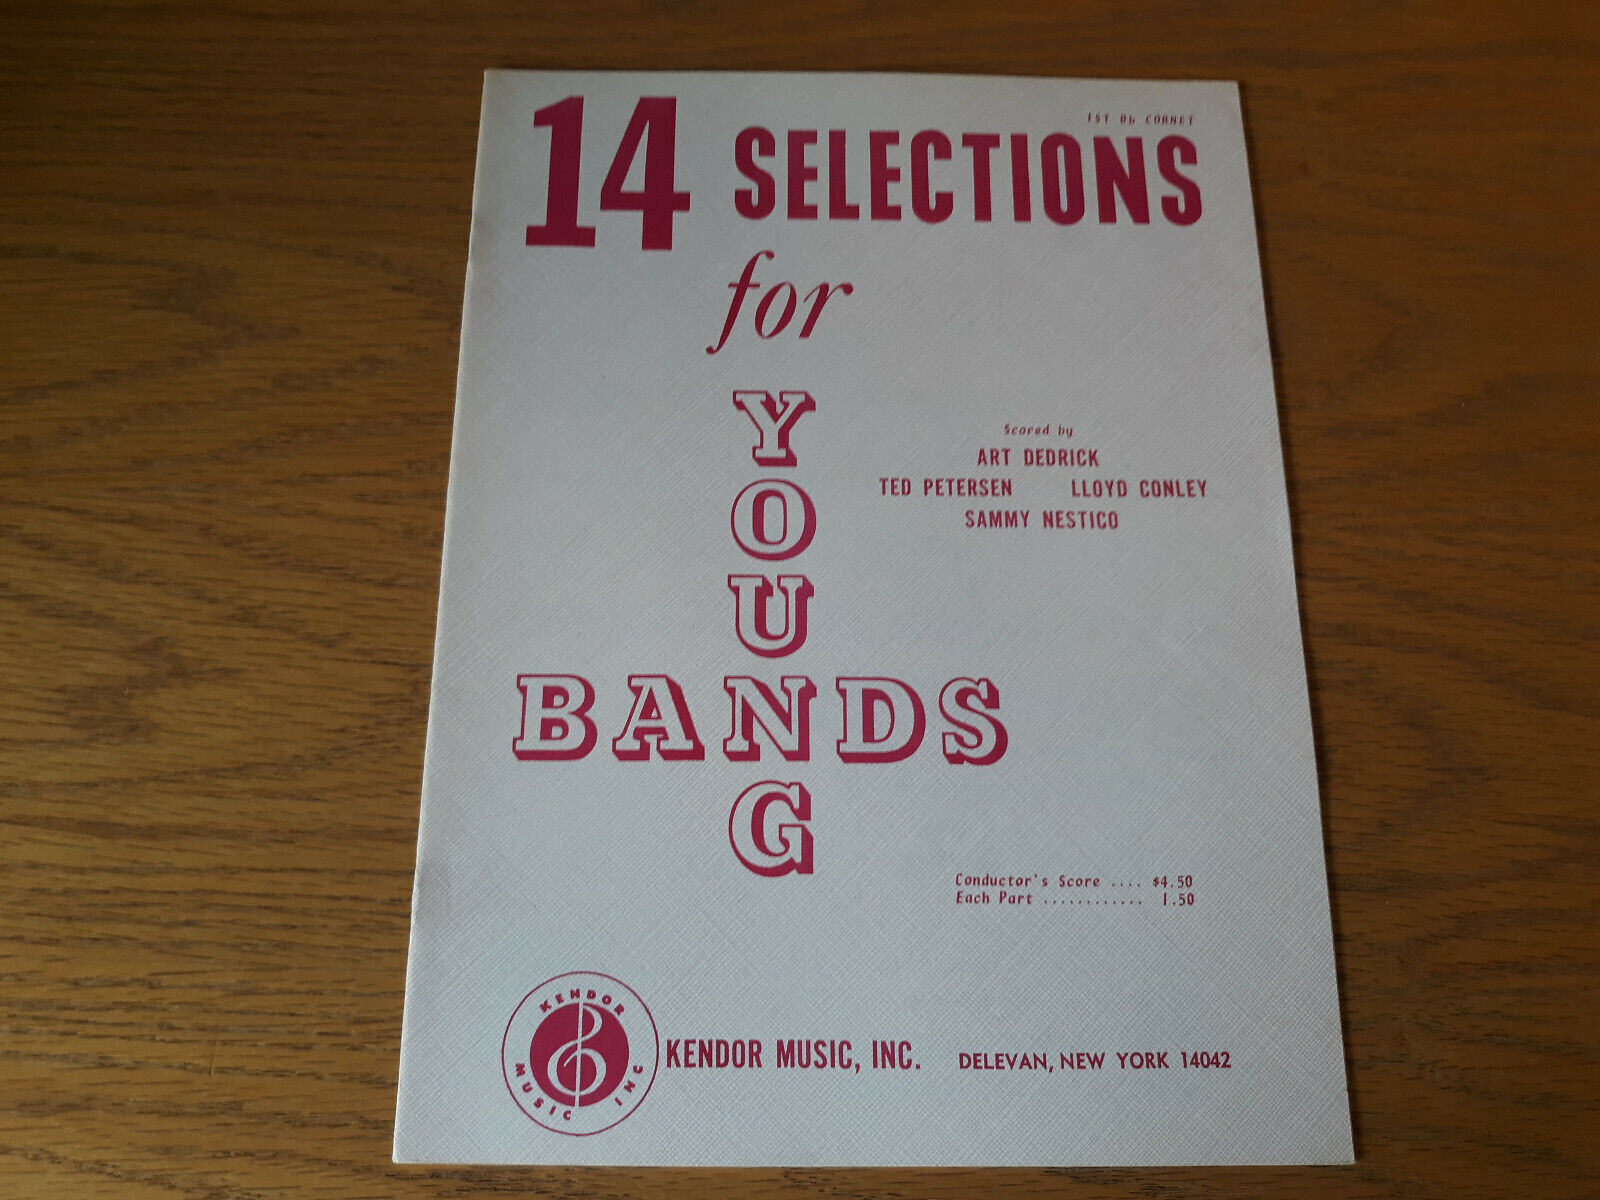 1ST Bb CORNET
14 SELECTIONS
for
YOUNG
BANDS
Scored by
ART DEDRICK
TED PETERSEN LLOYD CONLEY
SAMMY NESTICO
Conductor's Score .... $4.50
Each Part ............ 1.50
KENDOR
MUSIC INC
KENDOR MUSIC, INC. DELEVAN, NEW YORK 14042